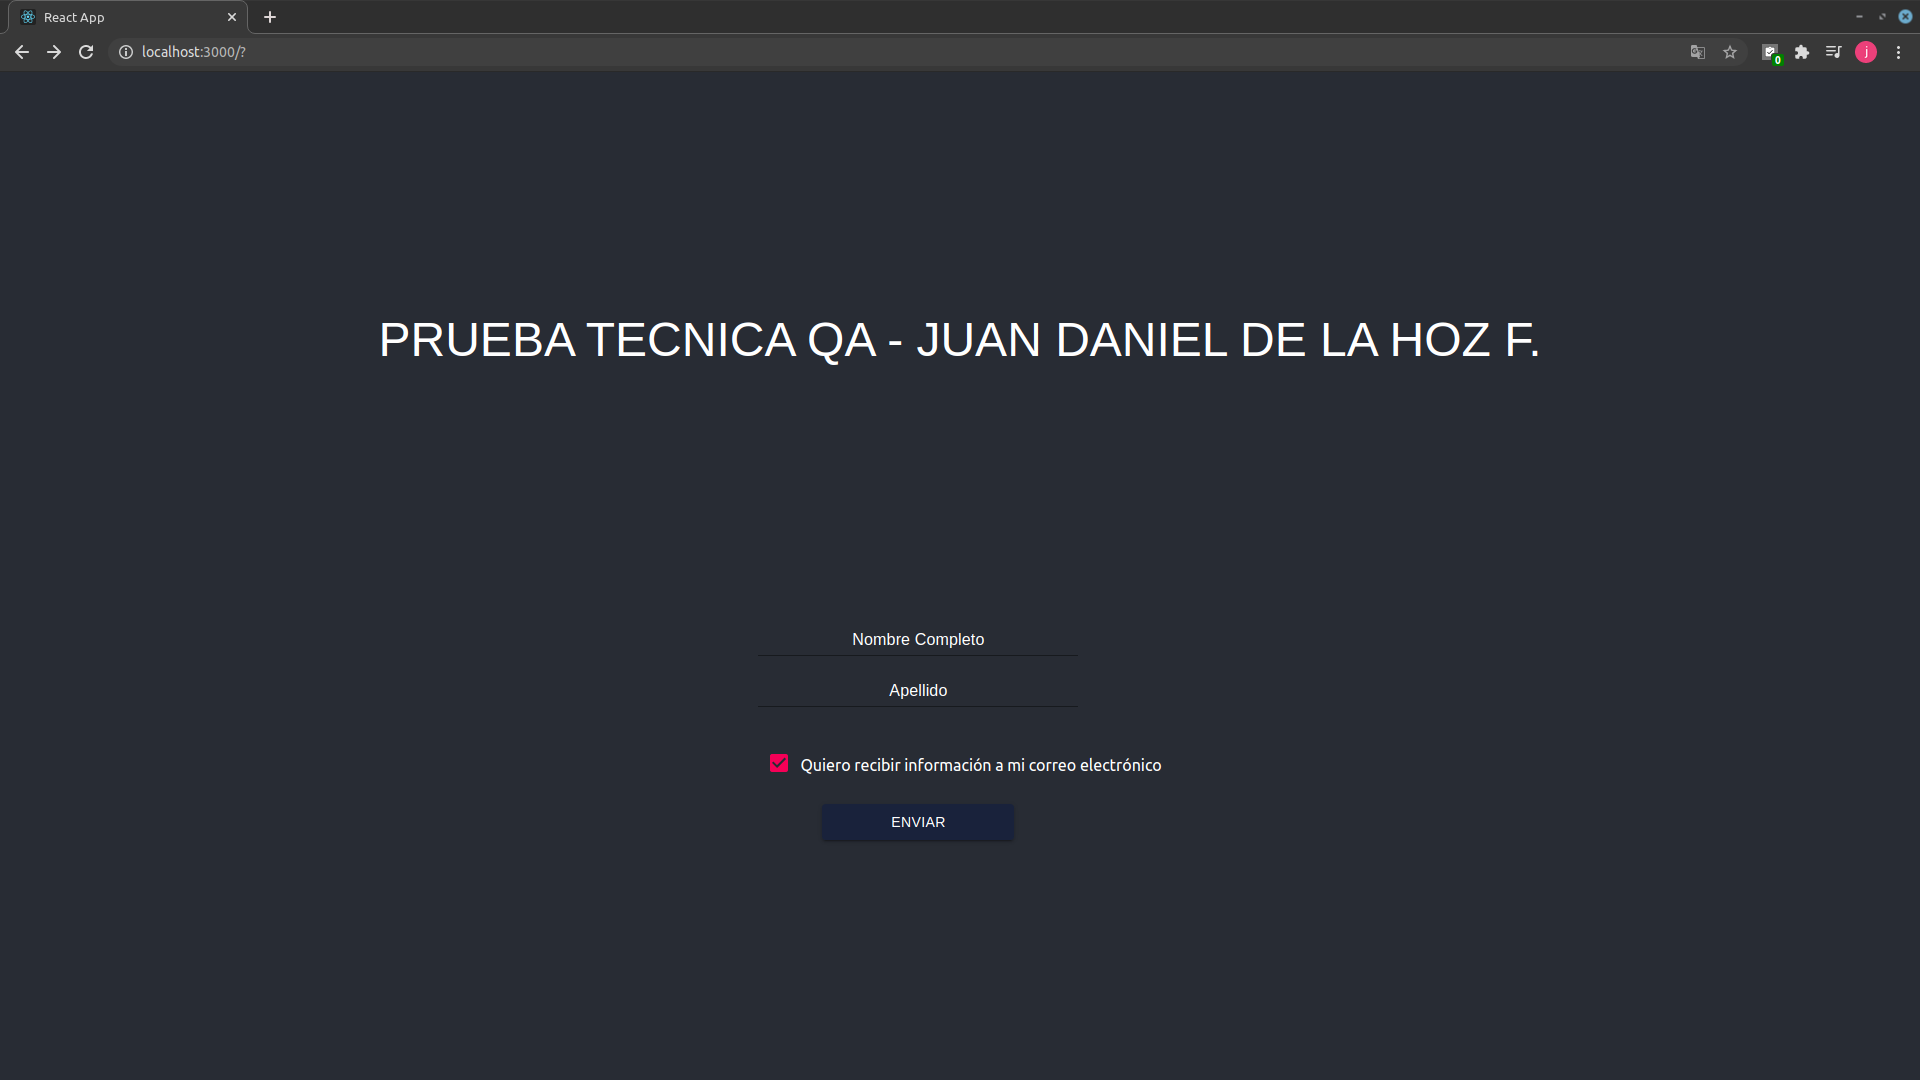 React App
localhost:3000/?
0
j
PRUEBA TECNICA QA - JUAN DANIEL DE LA HOZ F.
Nombre Completo
Apellido
Quiero recibir información a mi correo electrónico
ENVIAR